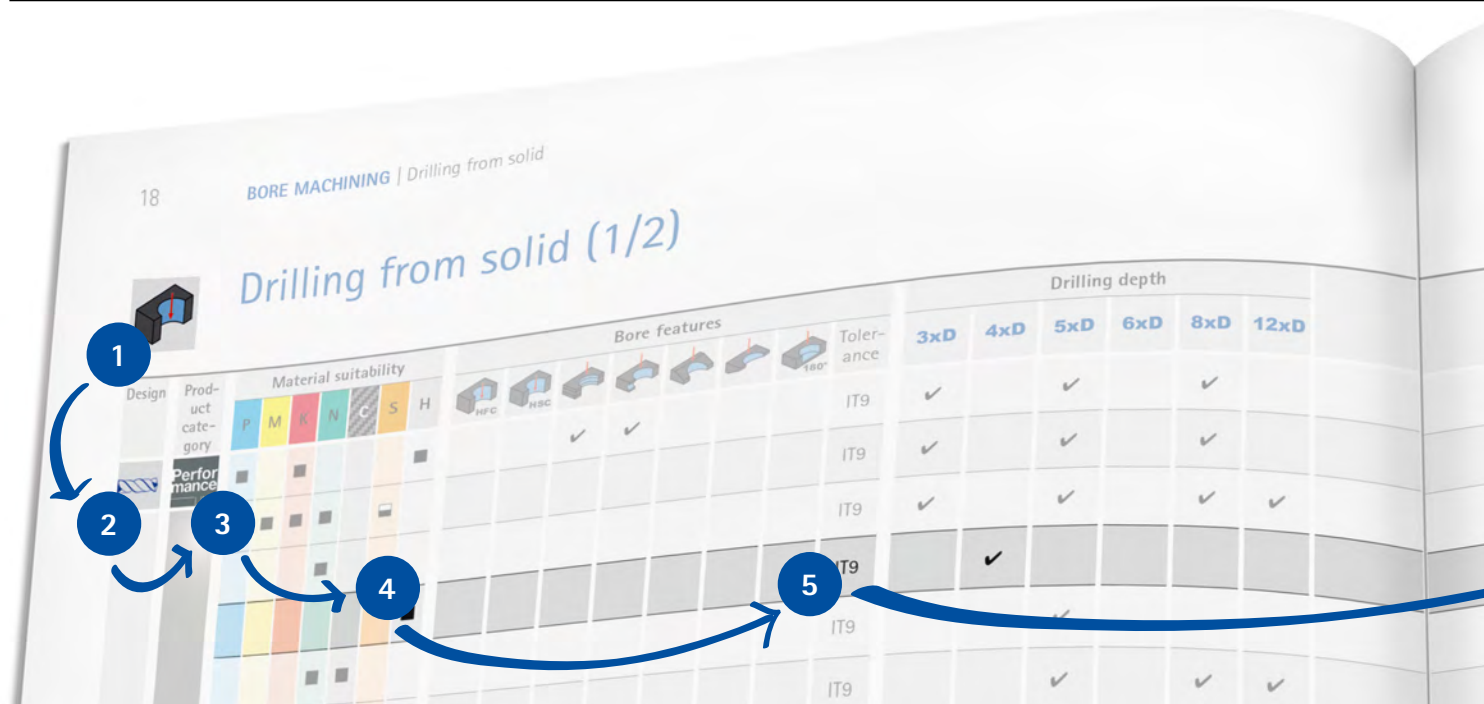 18
BORE MACHINING | Drilling from solid
Drilling from solid (1/2)
1
Design
Prod-
uct
cate-
gory
Material suitability
P M K N C S H
Bore features
HFC HSC 180°
Toler-
ance
Drilling depth
3xD 4xD 5xD 6xD 8xD 12xD
✔ ✔ IT9 ✔ ✔ ✔
Perfor
mance
IT9 ✔ ✔ ✔
2 3
IT9 ✔ ✔ ✔ ✔
4 5 IT9 ✔
IT9 ✔
IT9 ✔ ✔ ✔